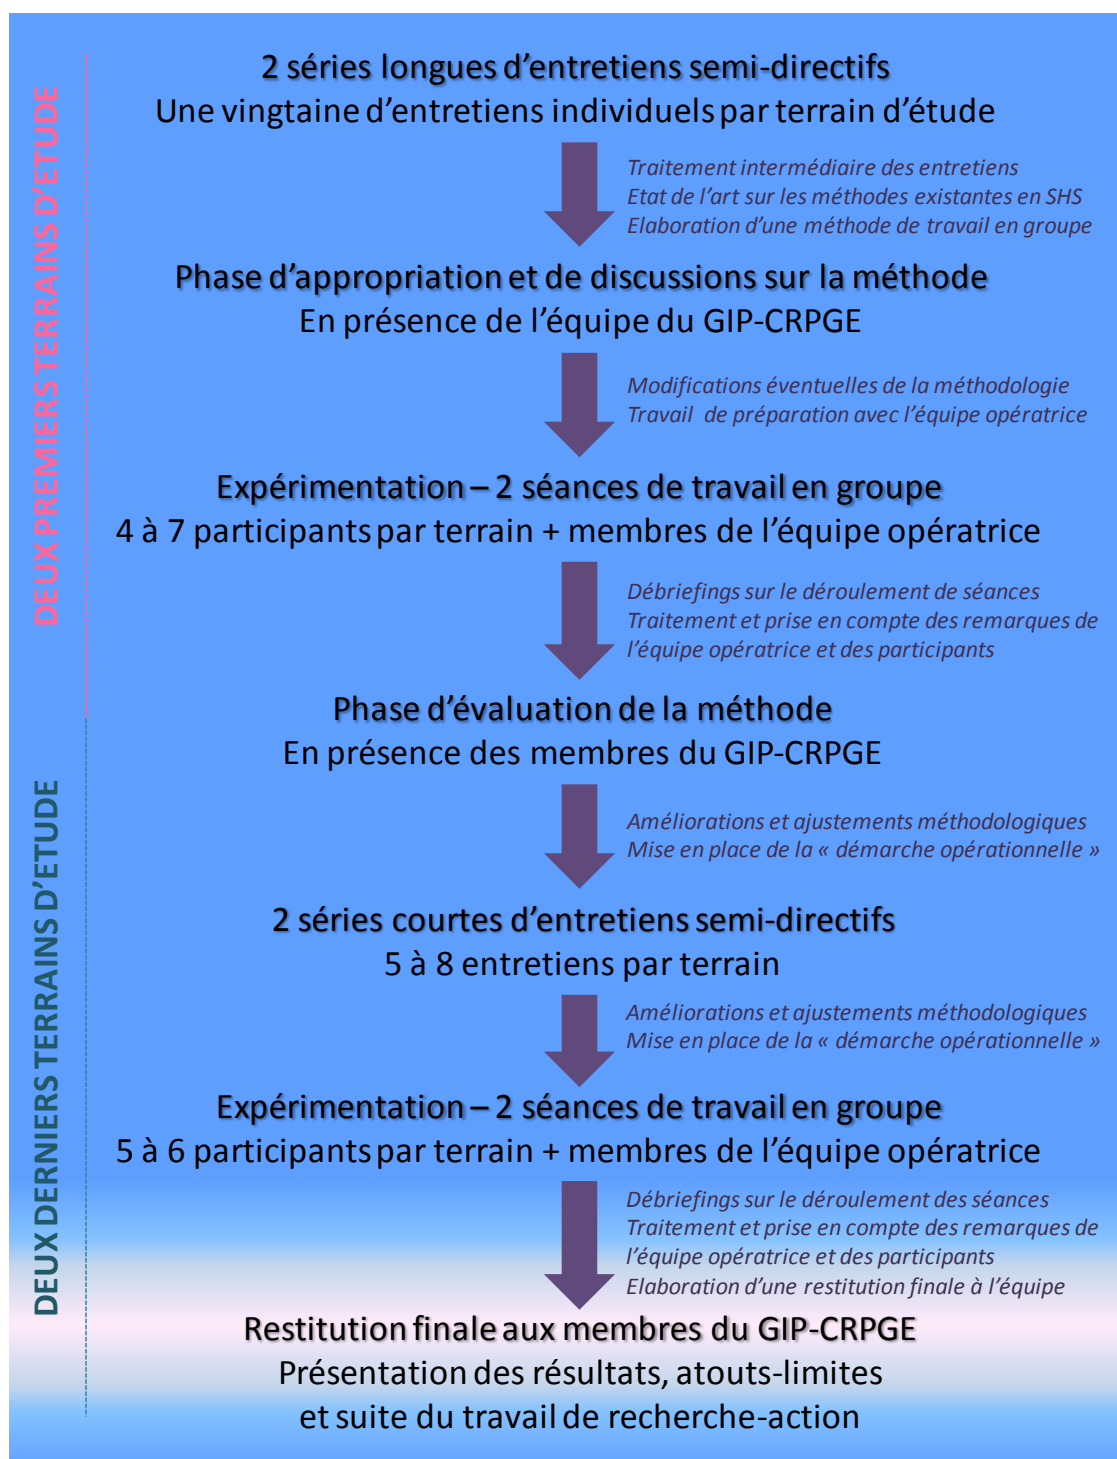 2 séries longues d'entretiens semi-directifs
Une vingtaine d'entretiens individuels par terrain d'étude
Traitement intermédiaire des entretiens
Etat de l'art sur les méthodes existantes en SHS
Elaboration d'une méthode de travail en groupe
Phase d'appropriation et de discussions sur la méthode
En présence de l'équipe du GIP-CRPGE
Modifications éventuelles de la méthodologie
Travail de préparation avec l'équipe opératrice
Expérimentation – 2 séances de travail en groupe
4 à 7 participants par terrain + membres de l'équipe opératrice
Débriefings sur le déroulement de séances
Traitement et prise en compte des remarques de
l'équipe opératrice et des participants
DEUX PREMIERS TERRAINS D'ETUDE
Phase d'évaluation de la méthode
En présence des membres du GIP-CRPGE
Améliorations et ajustements méthodologiques
Mise en place de la « démarche opérationnelle »
2 séries courtes d'entretiens semi-directifs
5 à 8 entretiens par terrain
Améliorations et ajustements méthodologiques
Mise en place de la « démarche opérationnelle »
Expérimentation – 2 séances de travail en groupe
5 à 6 participants par terrain + membres de l'équipe opératrice
Débriefings sur le déroulement des séances
Traitement et prise en compte des remarques de
l'équipe opératrice et des participants
Elaboration d'une restitution finale à l'équipe
DEUX DERNIERS TERRAINS D'ETUDE
Restitution finale aux membres du GIP-CRPGE
Présentation des résultats, atouts-limites
et suite du travail de recherche-action